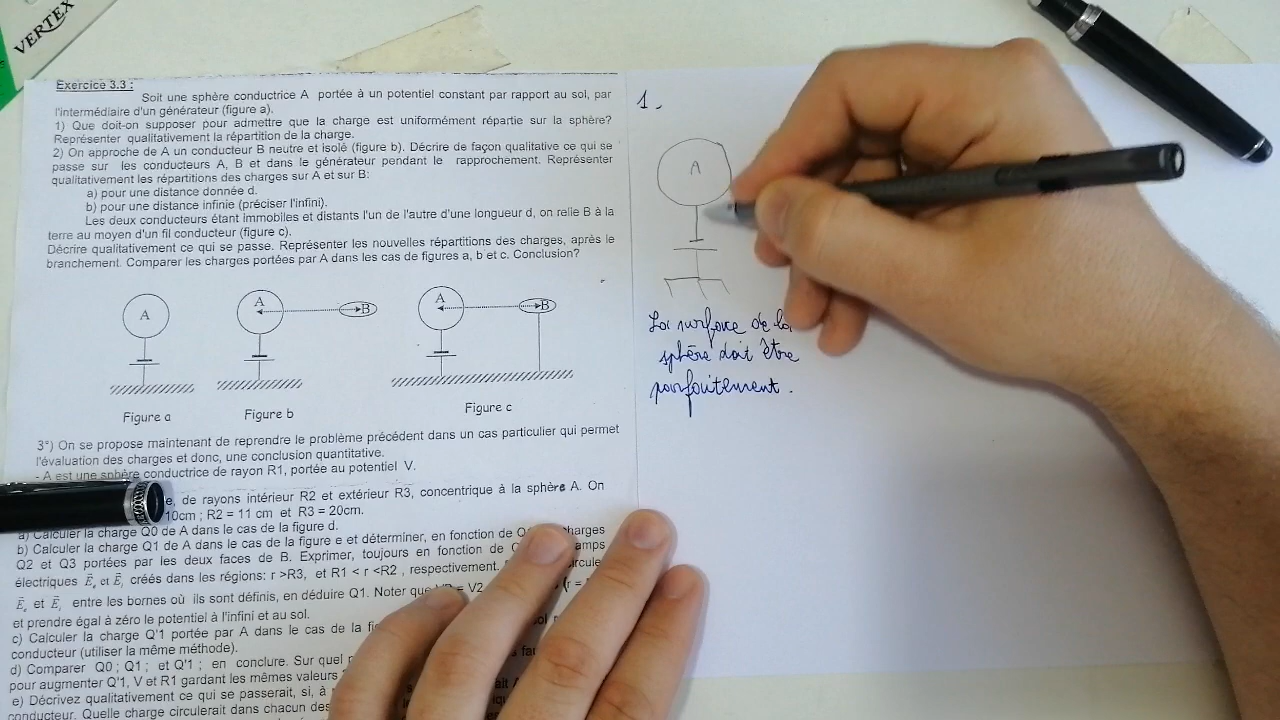 VERTEX
Exercice 3.3 :
Soit une sphère conductrice A portée à un potentiel constant par rapport au sol, par
l'intermédiaire d'un générateur (figure a).
1) Que doit-on supposer pour admettre que la charge est uniformément répartie sur la sphère?
Représenter qualitativement la répartition de la charge.
2) On approche de A un conducteur B neutre et isolé (figure b). Décrire de façon qualitative ce qui se
passe sur les conducteurs A, B et dans le générateur pendant le rapprochement. Représenter
qualitativement les répartitions des charges sur A et sur B:
a) pour une distance donnée d.
b) pour une distance infinie (préciser l'infini).
Les deux conducteurs étant immobiles et distants l'un de l'autre d'une longueur d, on relie B à la
terre au moyen d'un fil conducteur (figure c).
Décrire qualitativement ce qui se passe. Représenter les nouvelles répartitions des charges, après le
branchement. Comparer les charges portées par A dans les cas de figures a, b et c. Conclusion?
A
A B
A B
Figure a
Figure b
Figure c
3°) On se propose maintenant de reprendre le problème précédent dans un cas particulier qui permet
l'évaluation des charges et donc, une conclusion quantitative.
- A est une sphère conductrice de rayon R1, portée au potentiel V.
de rayons intérieur R2 et extérieur R3, concentrique à la sphère A. On
10cm ; R2 = 11 cm et R3 = 20cm.
a) Calculer la charge Q0 de A dans le cas de la figure d.
b) Calculer la charge Q1 de A dans le cas de la figure e et déterminer, en fonction de charges
Q2 et Q3 portées par les deux faces de B. Exprimer, toujours en fonction de
électriques E, et E, créés dans les régions: r >R3, et R1 < r <R2 , respectivement.
E, et E, entre les bornes où ils sont définis, en déduire Q1. Noter que = V2
et prendre égal à zéro le potentiel à l'infini et au sol.
c) Calculer la charge Q'1 portée par A dans le cas de la
conducteur (utiliser la même méthode).
d) Comparer Q0 ; Q1 ; et Q'1 ; en conclure. Sur quel
pour augmenter Q'1, V et R1 gardant les mêmes valeurs
e) Décrivez qualitativement ce qui se passerait, si, à
conducteur. Quelle charge circulerait dans chacun des
1.
A
La surface de la
sphère doit être
parfaitement.